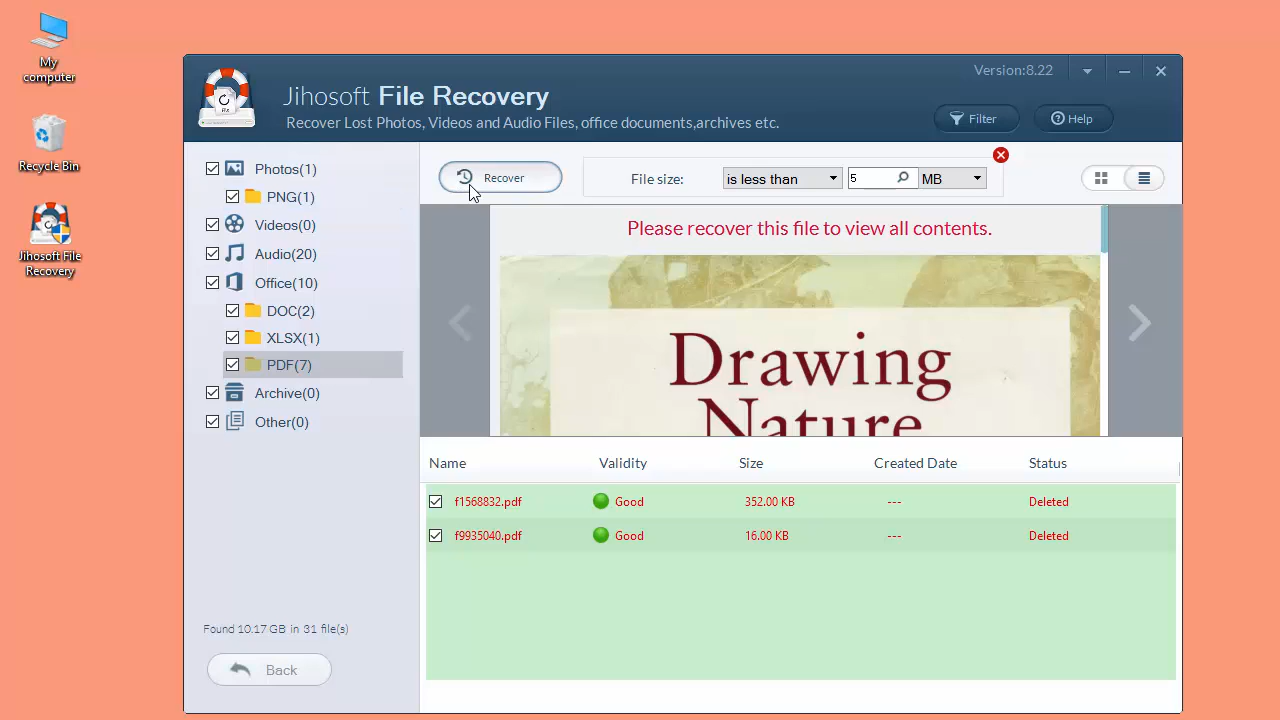 My
computer
Recycle Bin
Jihosoft File
Recovery
Version:8.22
Jihosoft File Recovery
Recover Lost Photos, Videos and Audio Files, office documents,archives etc.
Filter
Help
Photos(1)
PNG(1)
Videos(0)
Audio(20)
Office(10)
DOC(2)
XLSX(1)
PDF(7)
Archive(0)
Other(0)
Found 10.17 GB in 31 file(s)
Back
Recover
File size: is less than 5 MB
Please recover this file to view all contents.
Drawing
Nature
Name Validity Size Created Date Status
f1568832.pdf Good 352.00 KB --- Deleted
f9935040.pdf Good 16.00 KB --- Deleted